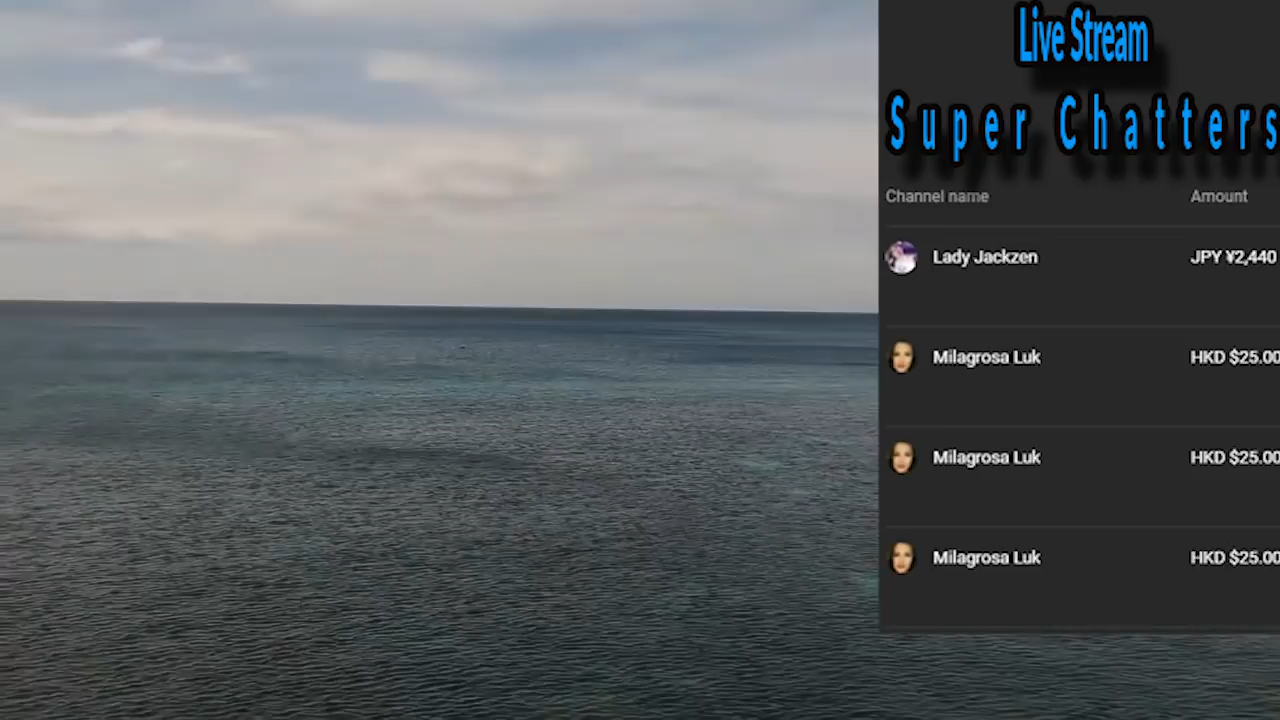 Live Stream
Super Chatters
Channel name Amount
Lady Jackzen JPY ¥2,440
Milagrosa Luk HKD $25.00
Milagrosa Luk HKD $25.00
Milagrosa Luk HKD $25.00